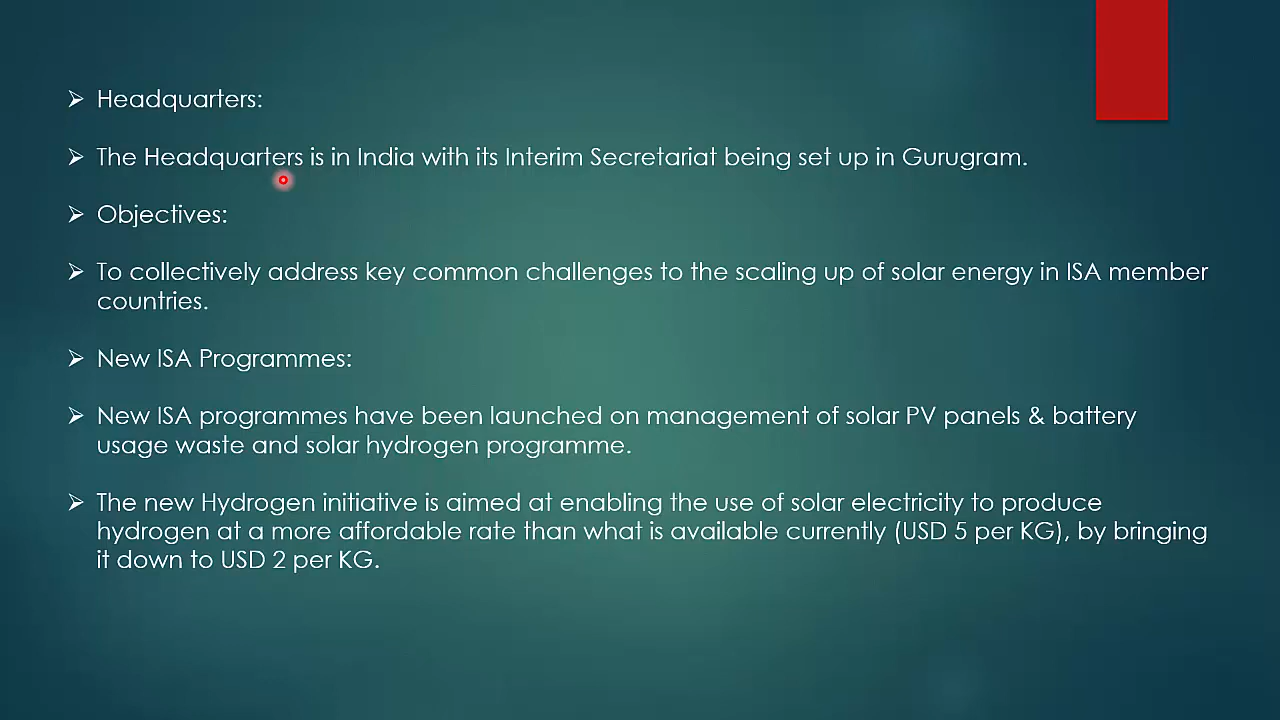 ➢ Headquarters:
➢ The Headquarters is in India with its Interim Secretariat being set up in Gurugram.
➢ Objectives:
➢ To collectively address key common challenges to the scaling up of solar energy in ISA member
countries.
➢ New ISA Programmes:
➢ New ISA programmes have been launched on management of solar PV panels & battery
usage waste and solar hydrogen programme.
➢ The new Hydrogen initiative is aimed at enabling the use of solar electricity to produce
hydrogen at a more affordable rate than what is available currently (USD 5 per KG), by bringing
it down to USD 2 per KG.